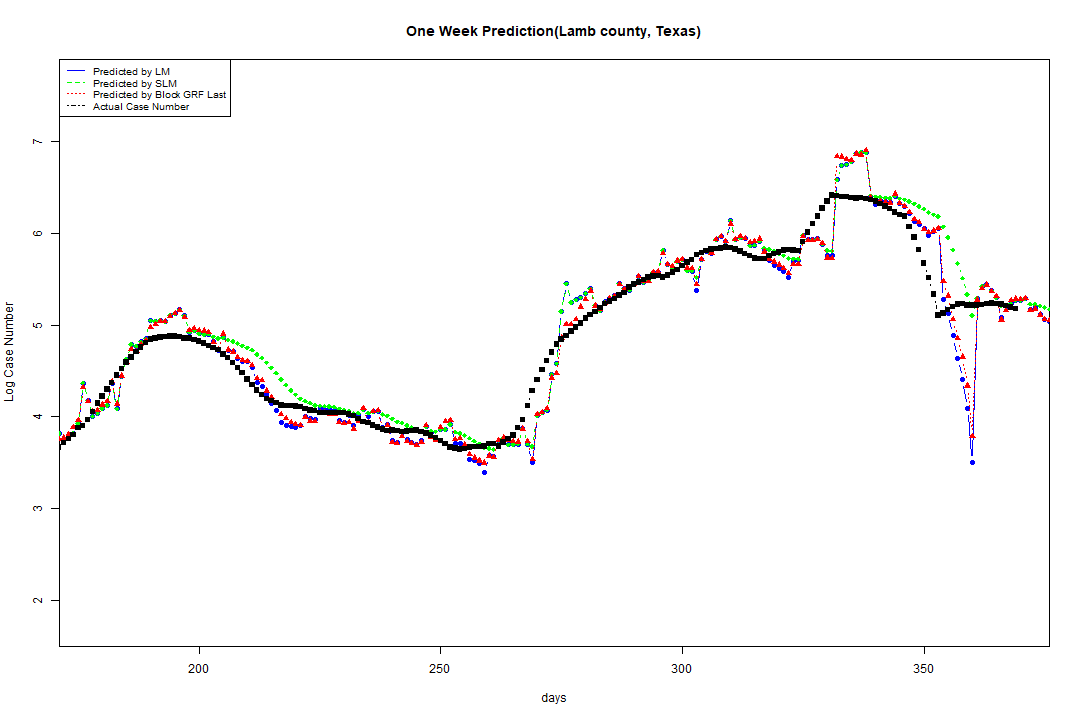 One Week Prediction(Lamb county, Texas)
Predicted by LM
Predicted by SLM
Predicted by Block GRF Last
Actual Case Number
7
6
5
4
3
2
Log Case Number
200 250 300 350
days